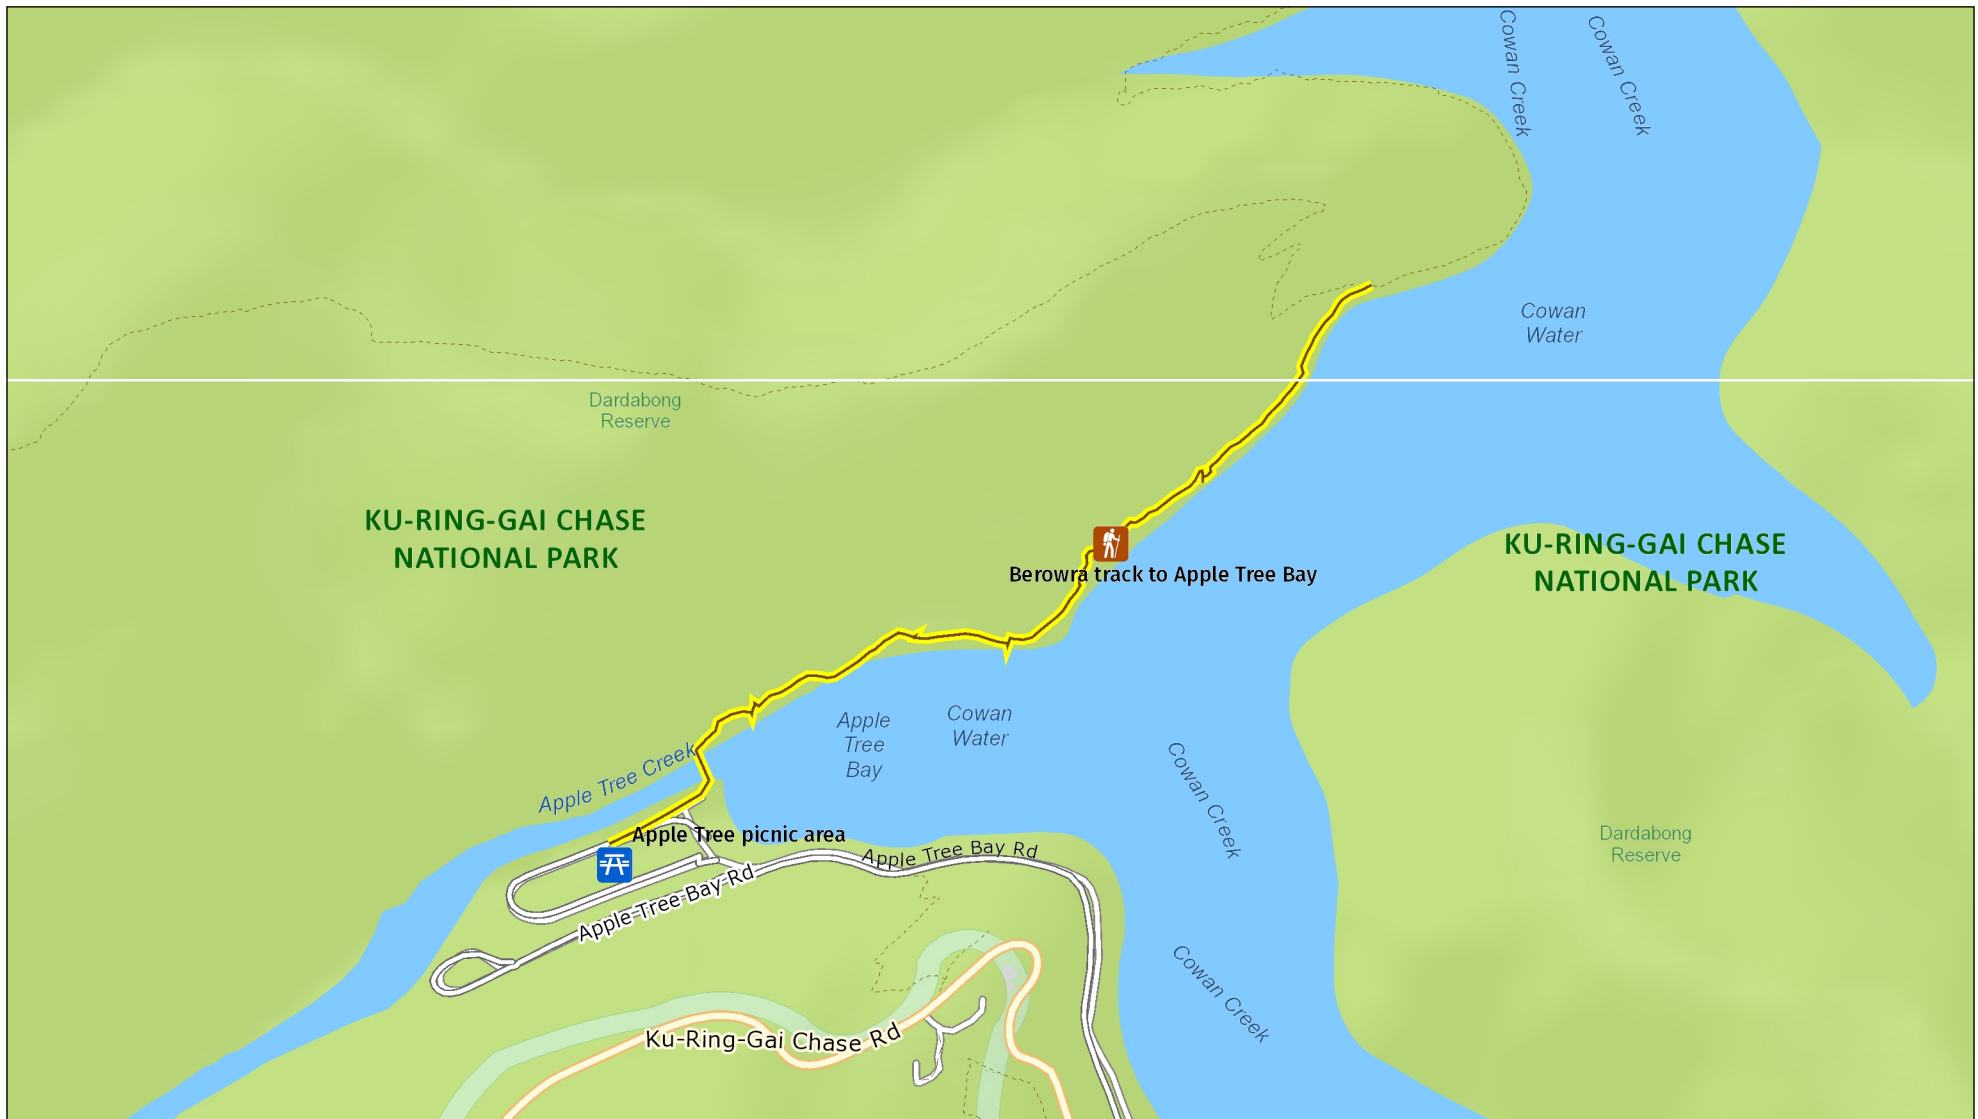 Cowan Creek
Cowan Creek
Cowan
Water
Dardabong
Reserve
KU-RING-GAI CHASE
NATIONAL PARK
KU-RING-GAI CHASE
NATIONAL PARK
Berowra track to Apple Tree Bay
Apple
Tree
Bay
Cowan
Water
Apple Tree Creek
Cowan Creek
Apple Tree picnic area
Dardabong
Reserve
Apple Tree Bay Rd
Apple Tree Bay Rd
Cowan Creek
Ku-Ring-Gai Chase Rd